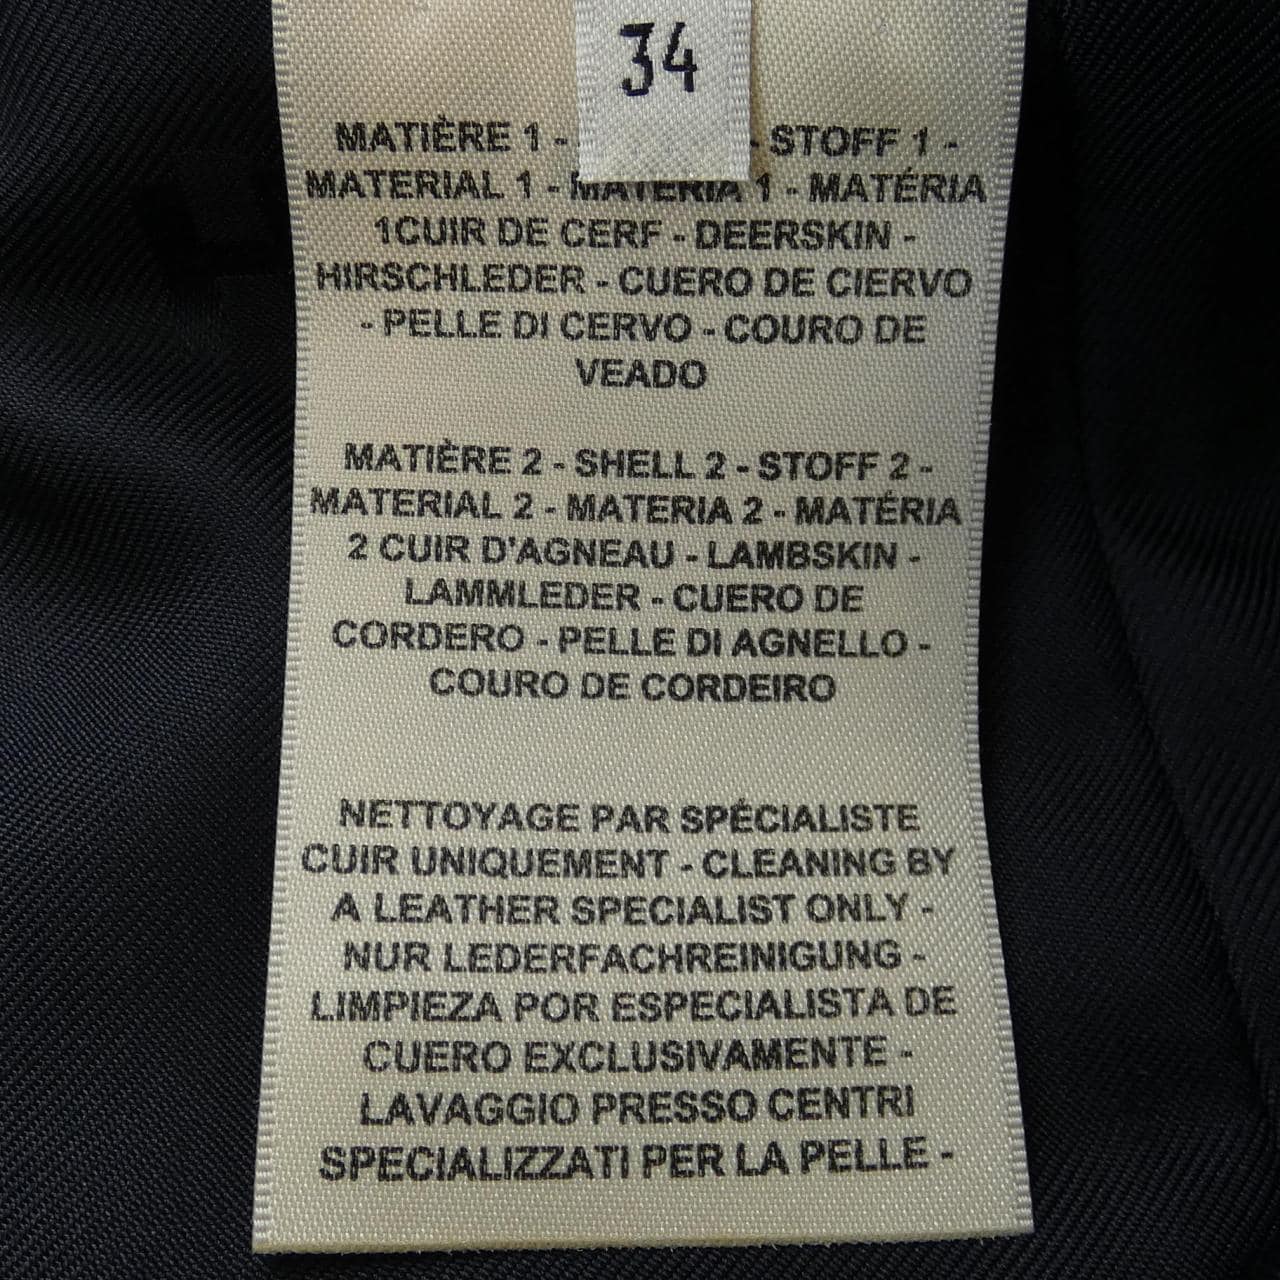 34
MATIÈRE 1 - - STOFF 1 -
MATERIAL 1 - MATERIA 1 - MATÉRIA
1CUIR DE CERF - DEERSKIN -
HIRSCHLEDER - CUERO DE CIERVO
- PELLE DI CERVO - COURO DE
VEADO
MATIÈRE 2 - SHELL 2 - STOFF 2 -
MATERIAL 2 - MATERIA 2 - MATÉRIA
2 CUIR D'AGNEAU - LAMBSKIN -
LAMMLEDER - CUERO DE
CORDERO - PELLE DI AGNELLO -
COURO DE CORDEIRO
NETTOYAGE PAR SPÉCIALISTE
CUIR UNIQUEMENT - CLEANING BY
A LEATHER SPECIALIST ONLY -
NUR LEDERFACHREINIGUNG -
LIMPIEZA POR ESPECIALISTA DE
CUERO EXCLUSIVAMENTE -
LAVAGGIO PRESSO CENTRI
SPECIALIZZATI PER LA PELLE -